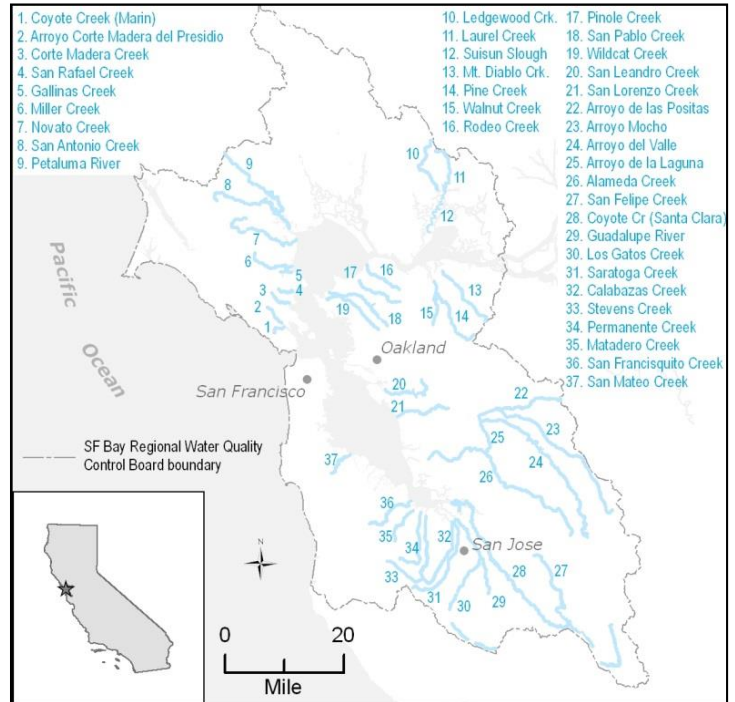 1. Coyote Creek (Marin)
2. Arroyo Corte Madera del Presidio
3. Corte Madera Creek
4. San Rafael Creek
5. Gallinas Creek
6. Miller Creek
7. Novato Creek
8. San Antonio Creek
9. Petaluma River
10. Ledgewood Crk.
11. Laurel Creek
12. Suisun Slough
13. Mt. Diablo Crk.
14. Pine Creek
15. Walnut Creek
16. Rodeo Creek
17. Pinole Creek
18. San Pablo Creek
19. Wildcat Creek
20. San Leandro Creek
21. San Lorenzo Creek
22. Arroyo de las Positas
23. Arroyo Mocho
24. Arroyo del Valle
25. Arroyo de la Laguna
26. Alameda Creek
27. San Felipe Creek
28. Coyote Cr (Santa Clara)
29. Guadalupe River
30. Los Gatos Creek
31. Saratoga Creek
32. Calabazas Creek
33. Stevens Creek
34. Permanente Creek
35. Matadero Creek
36. San Francisquito Creek
37. San Mateo Creek
9
8
7
6
5
4
3
2
1
10
11
12
17
16
19
18
15
14
13
Pacific
Ocean
Oakland
San Francisco
20
21
22
23
25
24
26
37
SF Bay Regional Water Quality
Control Board boundary
36
35
34
32
33
31
30
29
28
27
San Jose
N
0
20
Mile